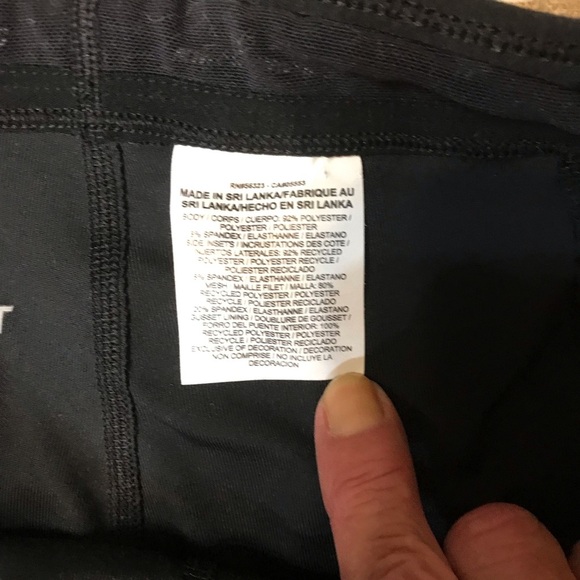 RN#56323 - CA#05553
MADE IN SRI LANKA/FABRIQUE AU
SRI LANKA/HECHO EN SRI LANKA
BODY / CORPS / CUERPO: 92% POLYESTER /
POLYESTER / POLIESTER
8% SPANDEX / ELASTHANNE / ELASTANO
SIDE INSETS / INCRUSTATIONS DES COTE /
INSERTOS LATERALES: 92% RECYCLED
POLYESTER / POLYESTER RECYCLE /
POLIESTER RECICLADO
8% SPANDEX / ELASTHANNE / ELASTANO
MESH / MAILLE FILET / MALLA: 80%
RECYCLED POLYESTER / POLYESTER
RECYCLE / POLIESTER RECICLADO
20% SPANDEX / ELASTHANNE / ELASTANO
GUSSET LINING / DOUBLURE DE GOUSSET /
FORRO DEL PUENTE INTERIOR: 100%
RECYCLED POLYESTER / POLYESTER
RECYCLE / POLIESTER RECICLADO
EXCLUSIVE OF DECORATION / DECORATION
NON COMPRISE / NO INCLUYE LA
DECORACION
T